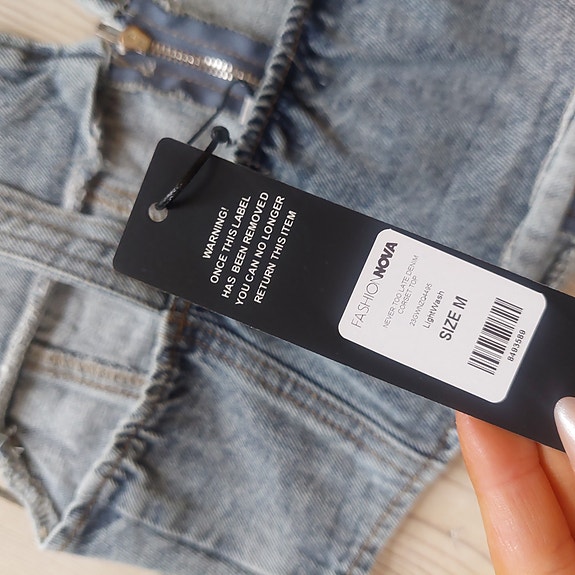 WARNING!
ONCE THIS LABEL
HAS BEEN REMOVED
YOU CAN NO LONGER
RETURN THIS ITEM
FASHIONNOVA
NEVER TOO LATE DENIM
CORSET TOP
LightWash
SIZE M
8493589